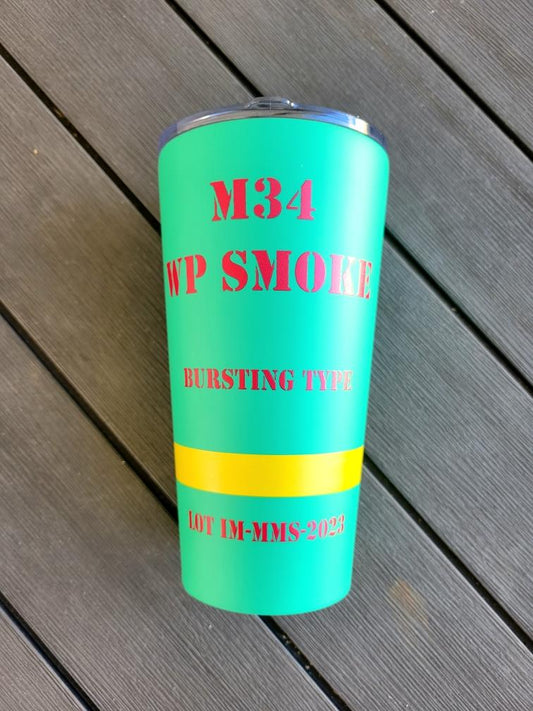 M34
WP SMOKE
BURSTING TYPE
LOT IM-MMS-2023